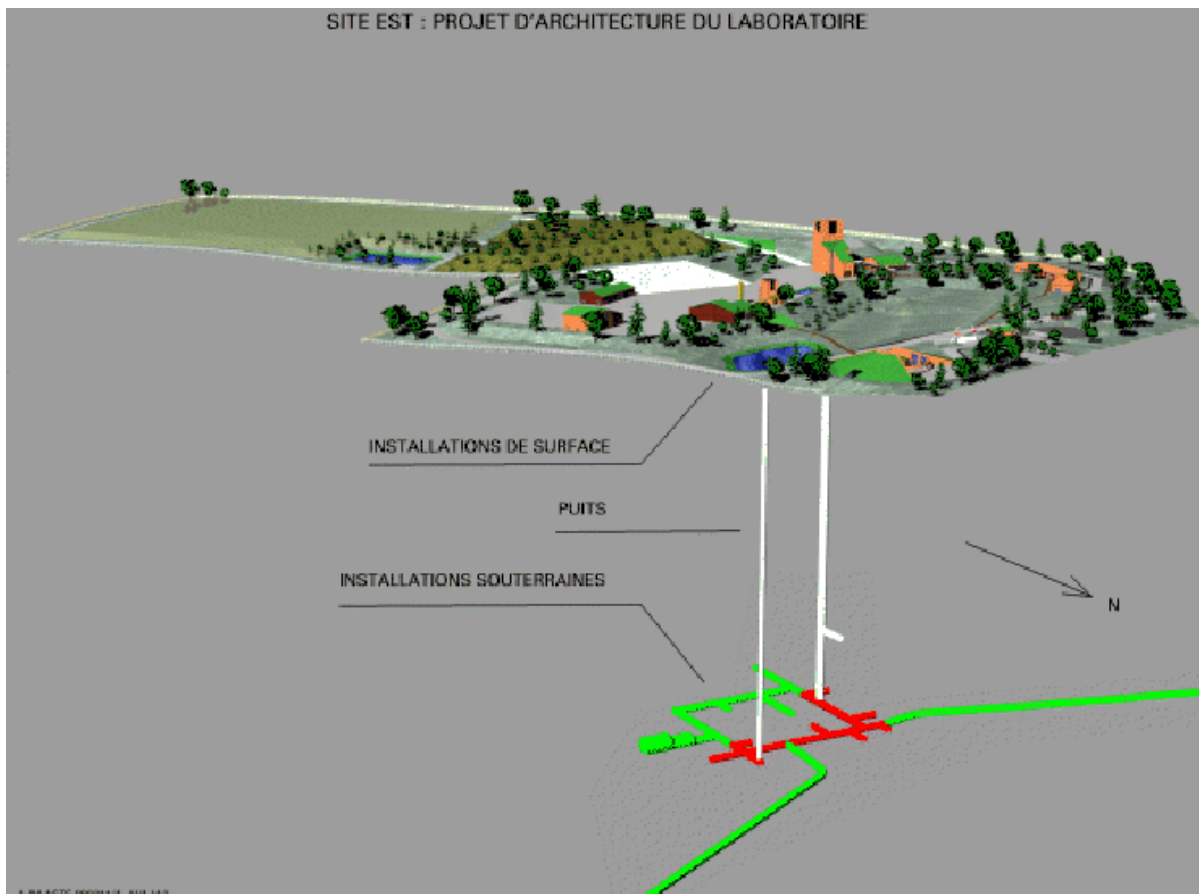 SITE EST : PROJET D'ARCHITECTURE DU LABORATOIRE
INSTALLATIONS DE SURFACE
PUITS
INSTALLATIONS SOUTERRAINES
N